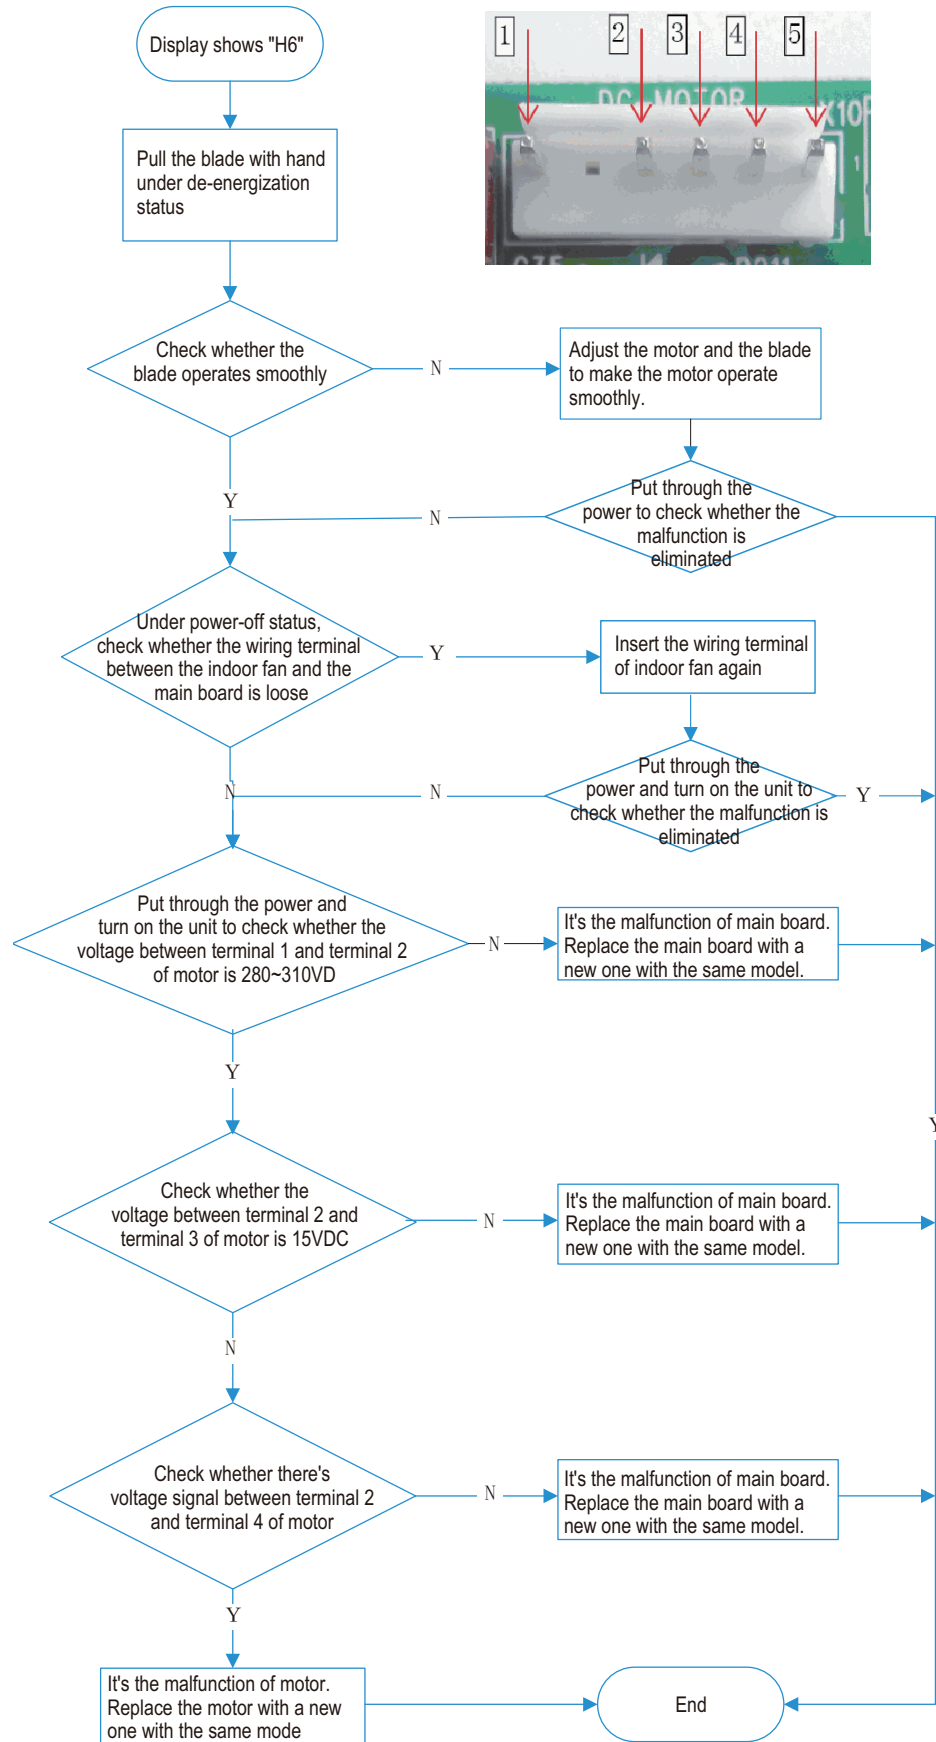 Display shows "H6"
1
2
3
4
5
DC MOTOR
Pull the blade with hand
under de-energization
status
Check whether the
blade operates smoothly
N
Adjust the motor and the blade
to make the motor operate
smoothly.
Y
N
Put through the
power to check whether the
malfunction is
eliminated
Under power-off status,
check whether the wiring terminal
between the indoor fan and the
main board is loose
Y
Insert the wiring terminal
of indoor fan again
N
N
Put through the
power and turn on the unit to
check whether the malfunction is
eliminated
Y
Put through the power and
turn on the unit to check whether the
voltage between terminal 1 and terminal 2
of motor is 280~310VD
N
It's the malfunction of main board.
Replace the main board with a
new one with the same model.
Y
Y
Check whether the
voltage between terminal 2 and
terminal 3 of motor is 15VDC
N
It's the malfunction of main board.
Replace the main board with a
new one with the same model.
N
Check whether there's
voltage signal between terminal 2
and terminal 4 of motor
N
It's the malfunction of main board.
Replace the main board with a
new one with the same model.
Y
It's the malfunction of motor.
Replace the motor with a new
one with the same mode
End